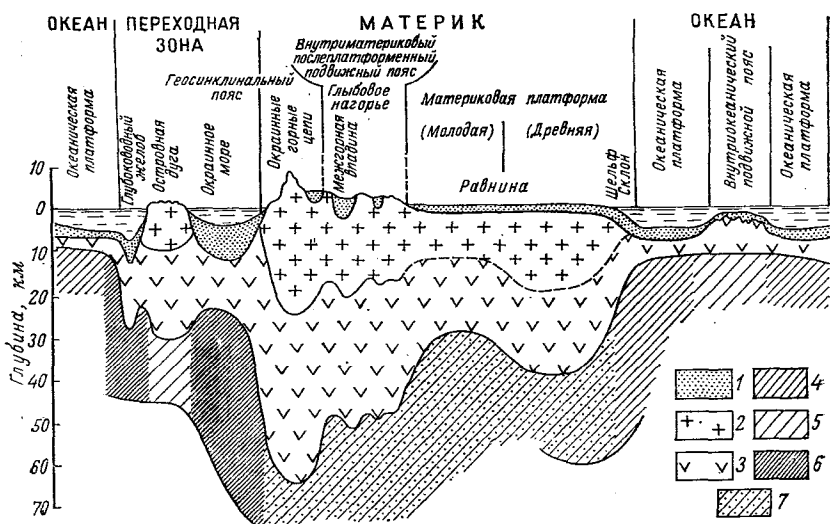 ОКЕАН
ПЕРЕХОДНАЯ
ЗОНА
МАТЕРИК
ОКЕАН
Океаническая
платформа
Геосинклинальный
пояс
Глубоководный
желоб
Островная
дуга
Окраинное
море
Внутриматериковый
послеплатформенный
подвижный пояс
Окраинные
горные
цепи
Глыбовое
нагорье
Межгорная
впадина
Материковая платформа
(Молодая)
(Древняя)
Равнина
Шельф
Склон
Океаническая
платформа
Внутриокеанический
подвижной пояс
Океаническая
платформа
Глубина, км
10
0
10
20
30
40
50
60
70
1
2
3
4
5
6
7